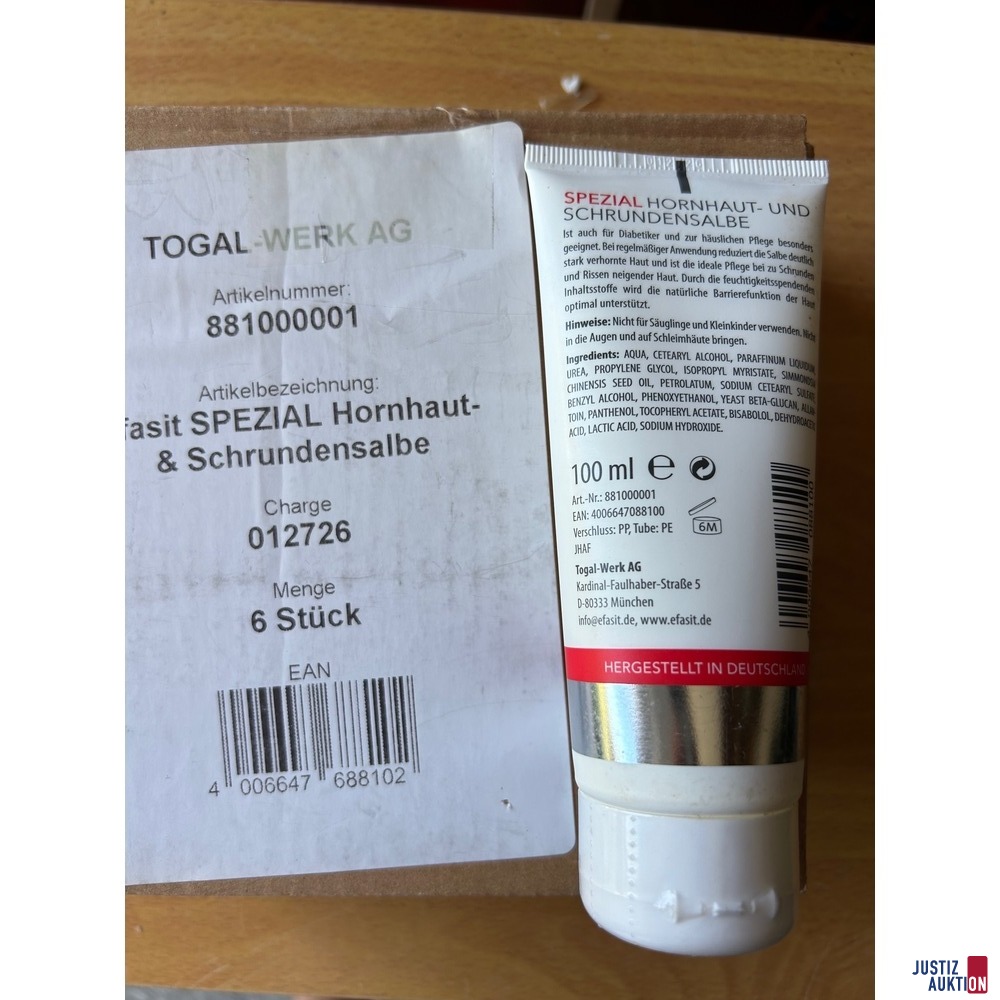 TOGAL-WERK AG
Artikelnummer:
881000001
Artikelbezeichnung:
fasit SPEZIAL Hornhaut-
& Schrundensalbe
Charge
012726
Menge
6 Stück
EAN
4 006647 688102
SPEZIAL HORNHAUT- UND
SCHRUNDENSALBE
Ist auch für Diabetiker und zur häuslichen Pflege besonders
geeignet. Bei regelmäßiger Anwendung reduziert die Salbe deutlich
stark verhornte Haut und ist die ideale Pflege bei zu Schrunden
und Rissen neigender Haut. Durch die feuchtigkeitsspendenden
Inhaltsstoffe wird die natürliche Barrierefunktion der Haut
optimal unterstützt.
Hinweise: Nicht für Säuglinge und Kleinkinder verwenden. Nicht
in die Augen und auf Schleimhäute bringen.
Ingredients: AQUA, CETEARYL ALCOHOL, PARAFFINUM LIQUIDUM,
UREA, PROPYLENE GLYCOL, ISOPROPYL MYRISTATE, SIMMONDSIA
CHINENSIS SEED OIL, PETROLATUM, SODIUM CETEARYL SULFATE,
BENZYL ALCOHOL, PHENOXYETHANOL, YEAST BETA-GLUCAN, ALLAN-
TOIN, PANTHENOL, TOCOPHERYL ACETATE, BISABOLOL, DEHYDROACETIC
ACID, LACTIC ACID, SODIUM HYDROXIDE.
100 ml ℮
Art.-Nr.: 881000001
EAN: 4006647088100
Verschluss: PP, Tube: PE
6M
JHAF
Togal-Werk AG
Kardinal-Faulhaber-Straße 5
D-80333 München
info@efasit.de, www.efasit.de
HERGESTELLT IN DEUTSCHLAND
JUSTIZ
AUKTION